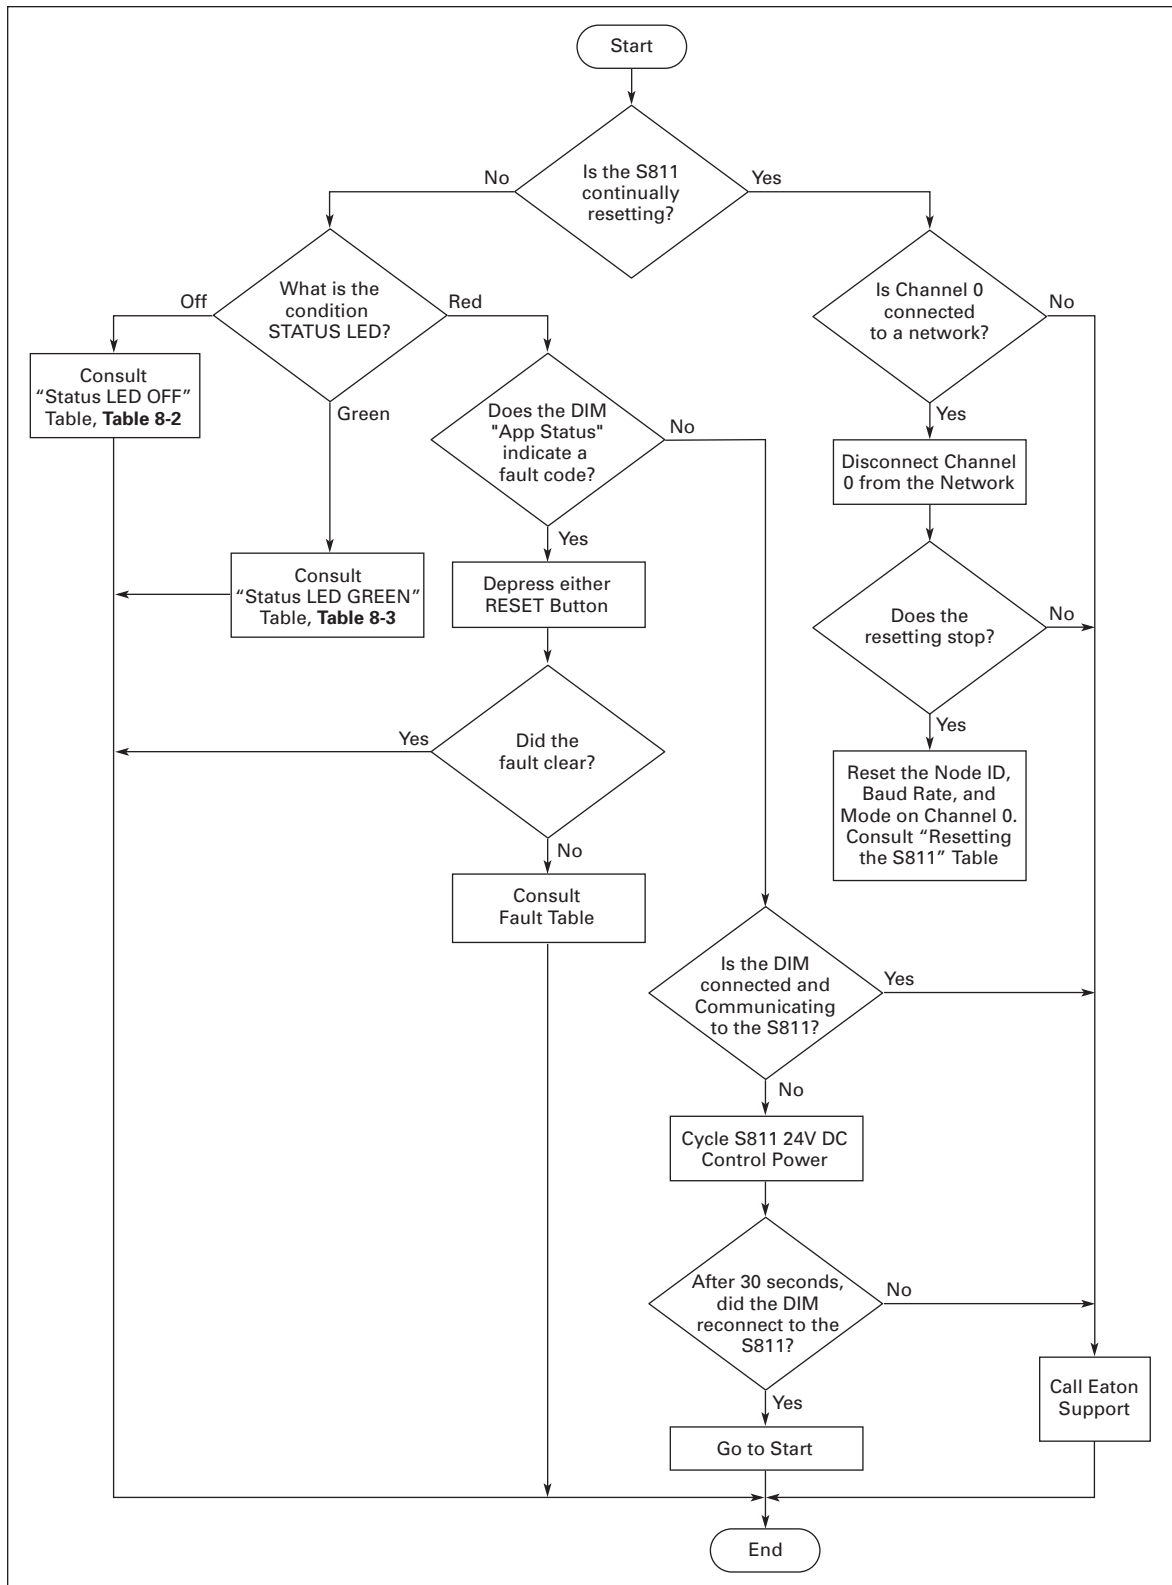 Start
Is the S811
continually
resetting?
No
Yes
What is the
condition
STATUS LED?
Off
Red
Green
Is Channel 0
connected
to a network?
No
Yes
Consult
“Status LED OFF”
Table, Table 8-2
Does the DIM
"App Status"
indicate a
fault code?
No
Yes
Disconnect Channel
0 from the Network
Consult
“Status LED GREEN”
Table, Table 8-3
Depress either
RESET Button
Does the
resetting stop?
No
Yes
Did the
fault clear?
Yes
No
Reset the Node ID,
Baud Rate, and
Mode on Channel 0.
Consult “Resetting
the S811” Table
Consult
Fault Table
Is the DIM
connected and
Communicating
to the S811?
Yes
No
Cycle S811 24V DC
Control Power
After 30 seconds,
did the DIM
reconnect to the
S811?
No
Yes
Call Eaton
Support
Go to Start
End